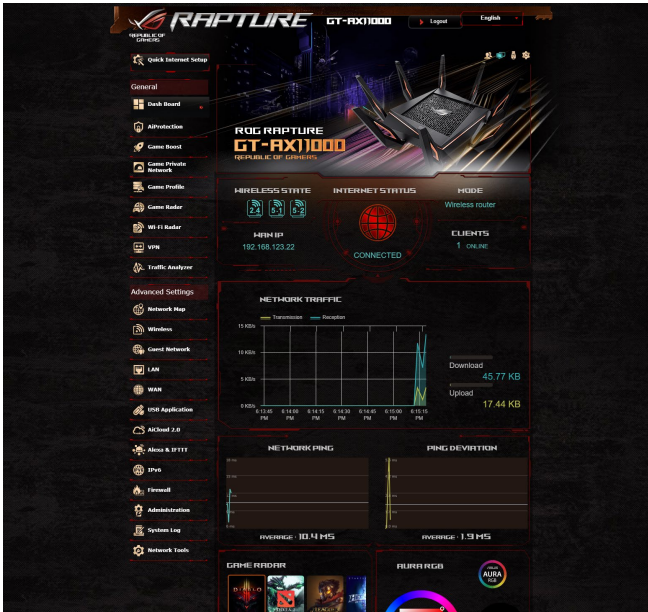 RAPTURE
GT-AX11000
Logout
English
REPUBLIC OF
GAMERS
Quick Internet Setup
General
Dash Board
AiProtection
Game Boost
Game Private
Network
Game Profile
Game Radar
Wi-Fi Radar
VPN
Traffic Analyzer
Advanced Settings
Network Map
Wireless
Guest Network
LAN
WAN
USB Application
AiCloud 2.0
Alexa & IFTTT
IPv6
Firewall
Administration
System Log
Network Tools
ROG RAPTURE
GT-AX11000
REPUBLIC OF GAMERS
WIRELESS STATE
2.4 5-1 5-2
WAN IP
192.168.123.22
INTERNET STATUS
CONNECTED
MODE
Wireless router
CLIENTS
1 ONLINE
NETWORK TRAFFIC
Transmission Reception
15 KB/s
10 KB/s
5 KB/s
0 KB/s
6:13:45 PM
6:14:00 PM
6:14:15 PM
6:14:30 PM
6:14:45 PM
6:15:00 PM
6:15:15 PM
Download
45.77 KB
Upload
17.44 KB
NETWORK PING
AVERAGE : 10.4 MS
PING DEVIATION
AVERAGE : 1.9 MS
GAME RADAR
DIABLO
AURA RGB
AURA
RGB